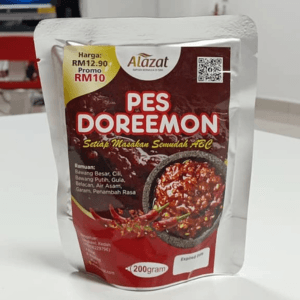 Harga:
RM12.90
Promo
RM10
Alazat
PES
DOREEMON
Setiap Masakan Semudah ABC
Ramuan:
Bawang Besar, Cili,
Bawang Putih, Gula,
Belacan, Air Asam,
Garam, Penambah Rasa
200gram